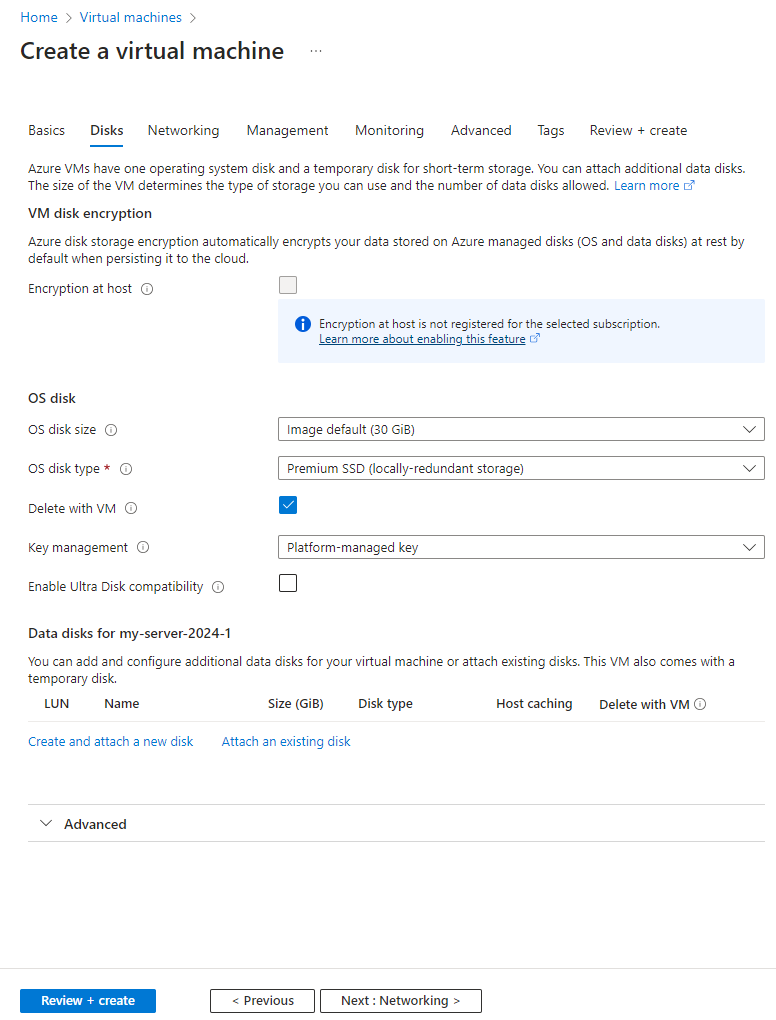 Home > Virtual machines >
Create a virtual machine ...
Basics Disks Networking Management Monitoring Advanced Tags Review + create
Azure VMs have one operating system disk and a temporary disk for short-term storage. You can attach additional data disks.
The size of the VM determines the type of storage you can use and the number of data disks allowed. Learn more
VM disk encryption
Azure disk storage encryption automatically encrypts your data stored on Azure managed disks (OS and data disks) at rest by
default when persisting it to the cloud.
Encryption at host
Encryption at host is not registered for the selected subscription.
Learn more about enabling this feature
OS disk
OS disk size Image default (30 GiB)
OS disk type * Premium SSD (locally-redundant storage)
Delete with VM
Key management Platform-managed key
Enable Ultra Disk compatibility
Data disks for my-server-2024-1
You can add and configure additional data disks for your virtual machine or attach existing disks. This VM also comes with a
temporary disk.
LUN Name Size (GiB) Disk type Host caching Delete with VM
Create and attach a new disk Attach an existing disk
Advanced
Review + create < Previous Next : Networking >